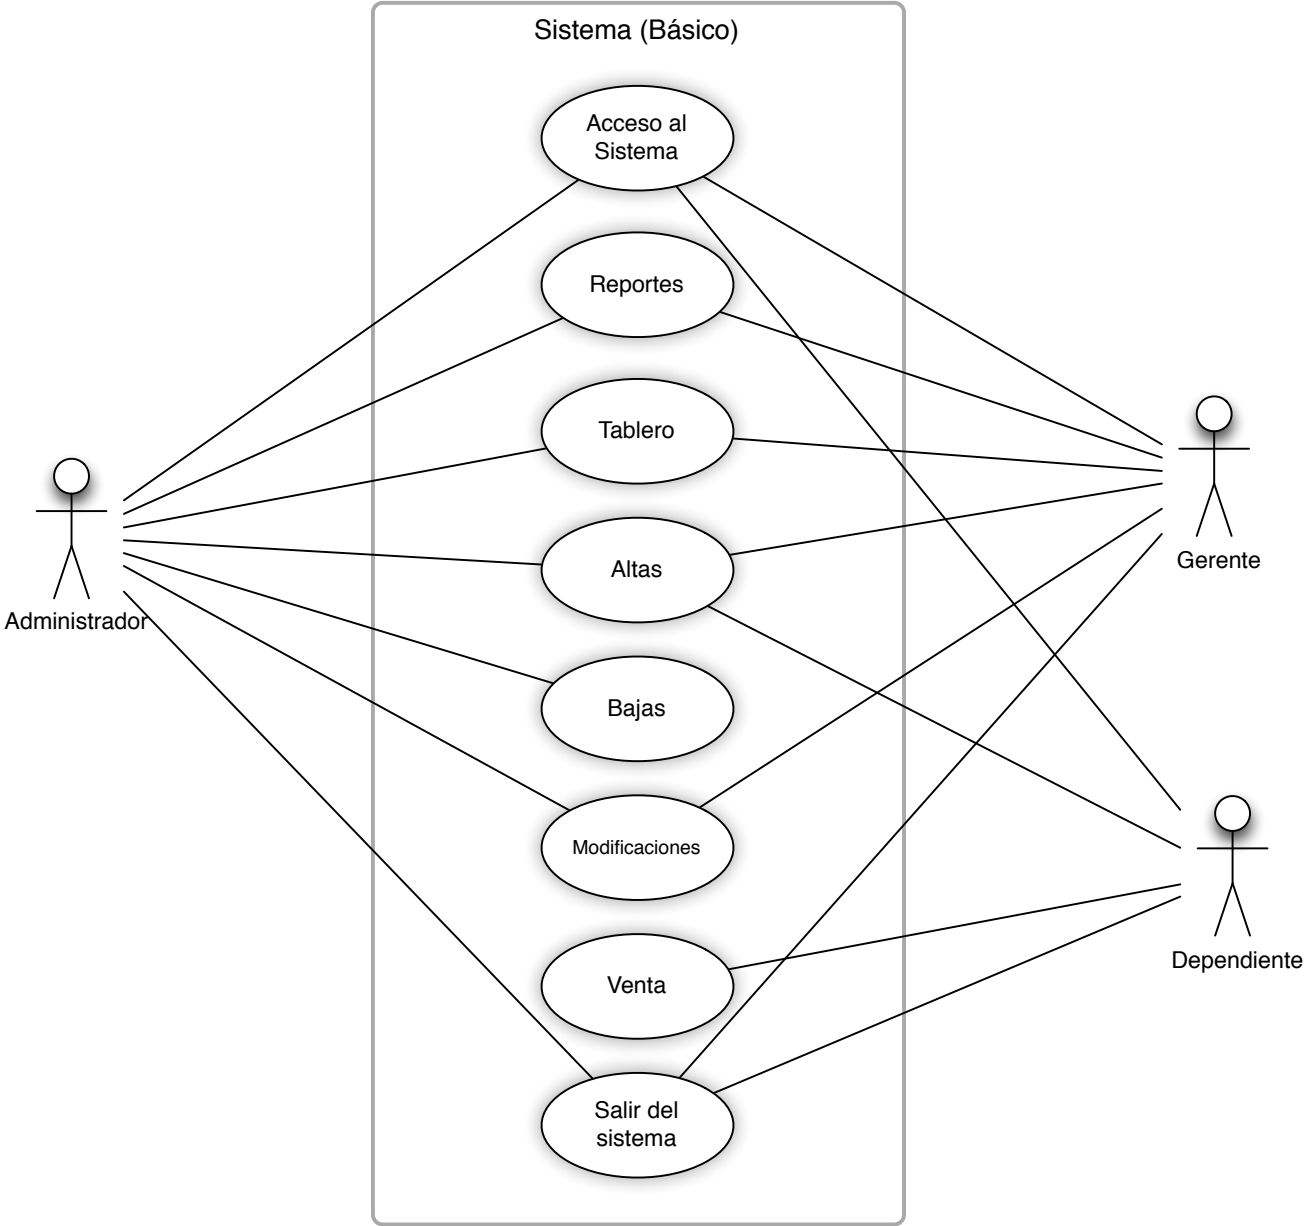 Sistema (Básico)
Acceso al
Sistema
Reportes
Tablero
Altas
Bajas
Modificaciones
Venta
Salir del
sistema
Administrador
Gerente
Dependiente